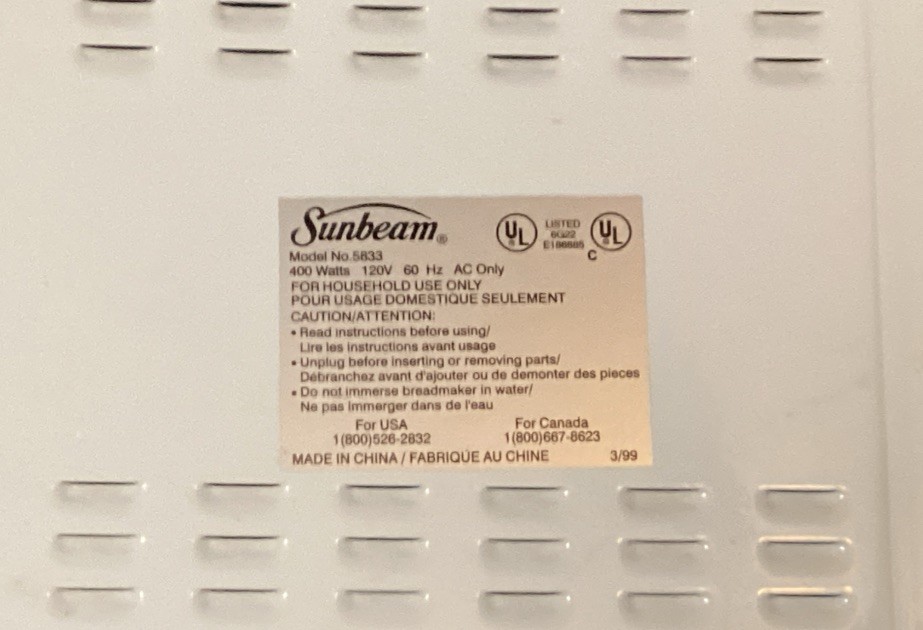 Sunbeam®
UL LISTED UL
6G22
E186885
C
Model No.5833
400 Watts 120V 60 Hz AC Only
FOR HOUSEHOLD USE ONLY
POUR USAGE DOMESTIQUE SEULEMENT
CAUTION/ATTENTION:
• Read instructions before using/
Lire les instructions avant usage
• Unplug before inserting or removing parts/
Débranchez avant d'ajouter ou de demonter des pieces
• Do not immerse breadmaker in water/
Ne pas immerger dans de l'eau
For USA
1(800)526-2832
For Canada
1(800)667-8623
MADE IN CHINA / FABRIQUE AU CHINE 3/99